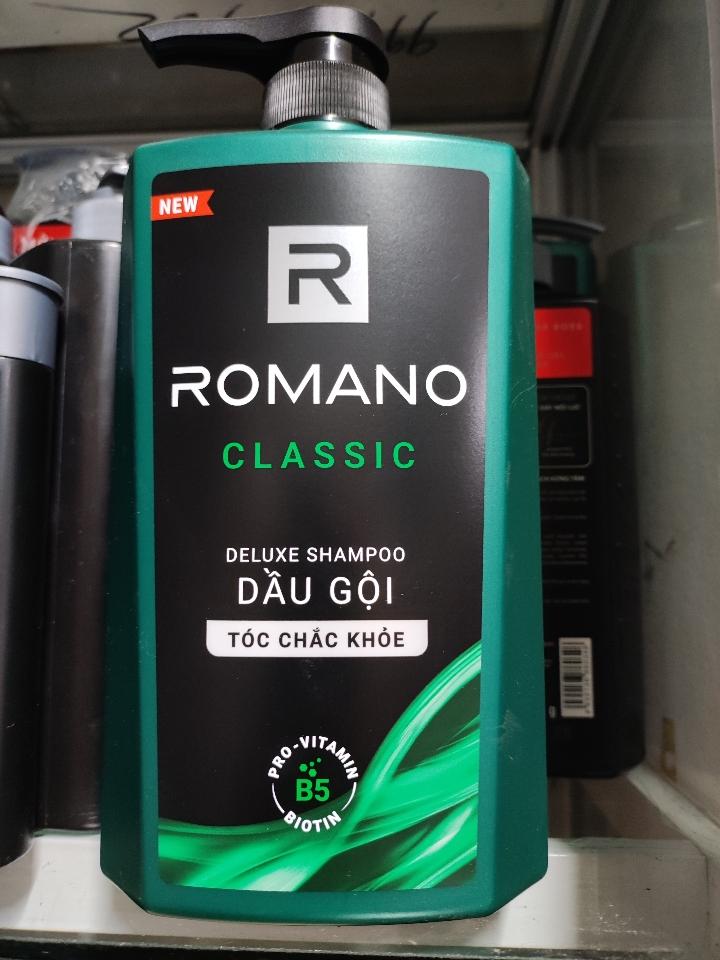 NEW
R
ROMANO
CLASSIC
DELUXE SHAMPOO
DẦU GỘI
TÓC CHẮC KHỎE
PRO-VITAMIN
B5
BIOTIN